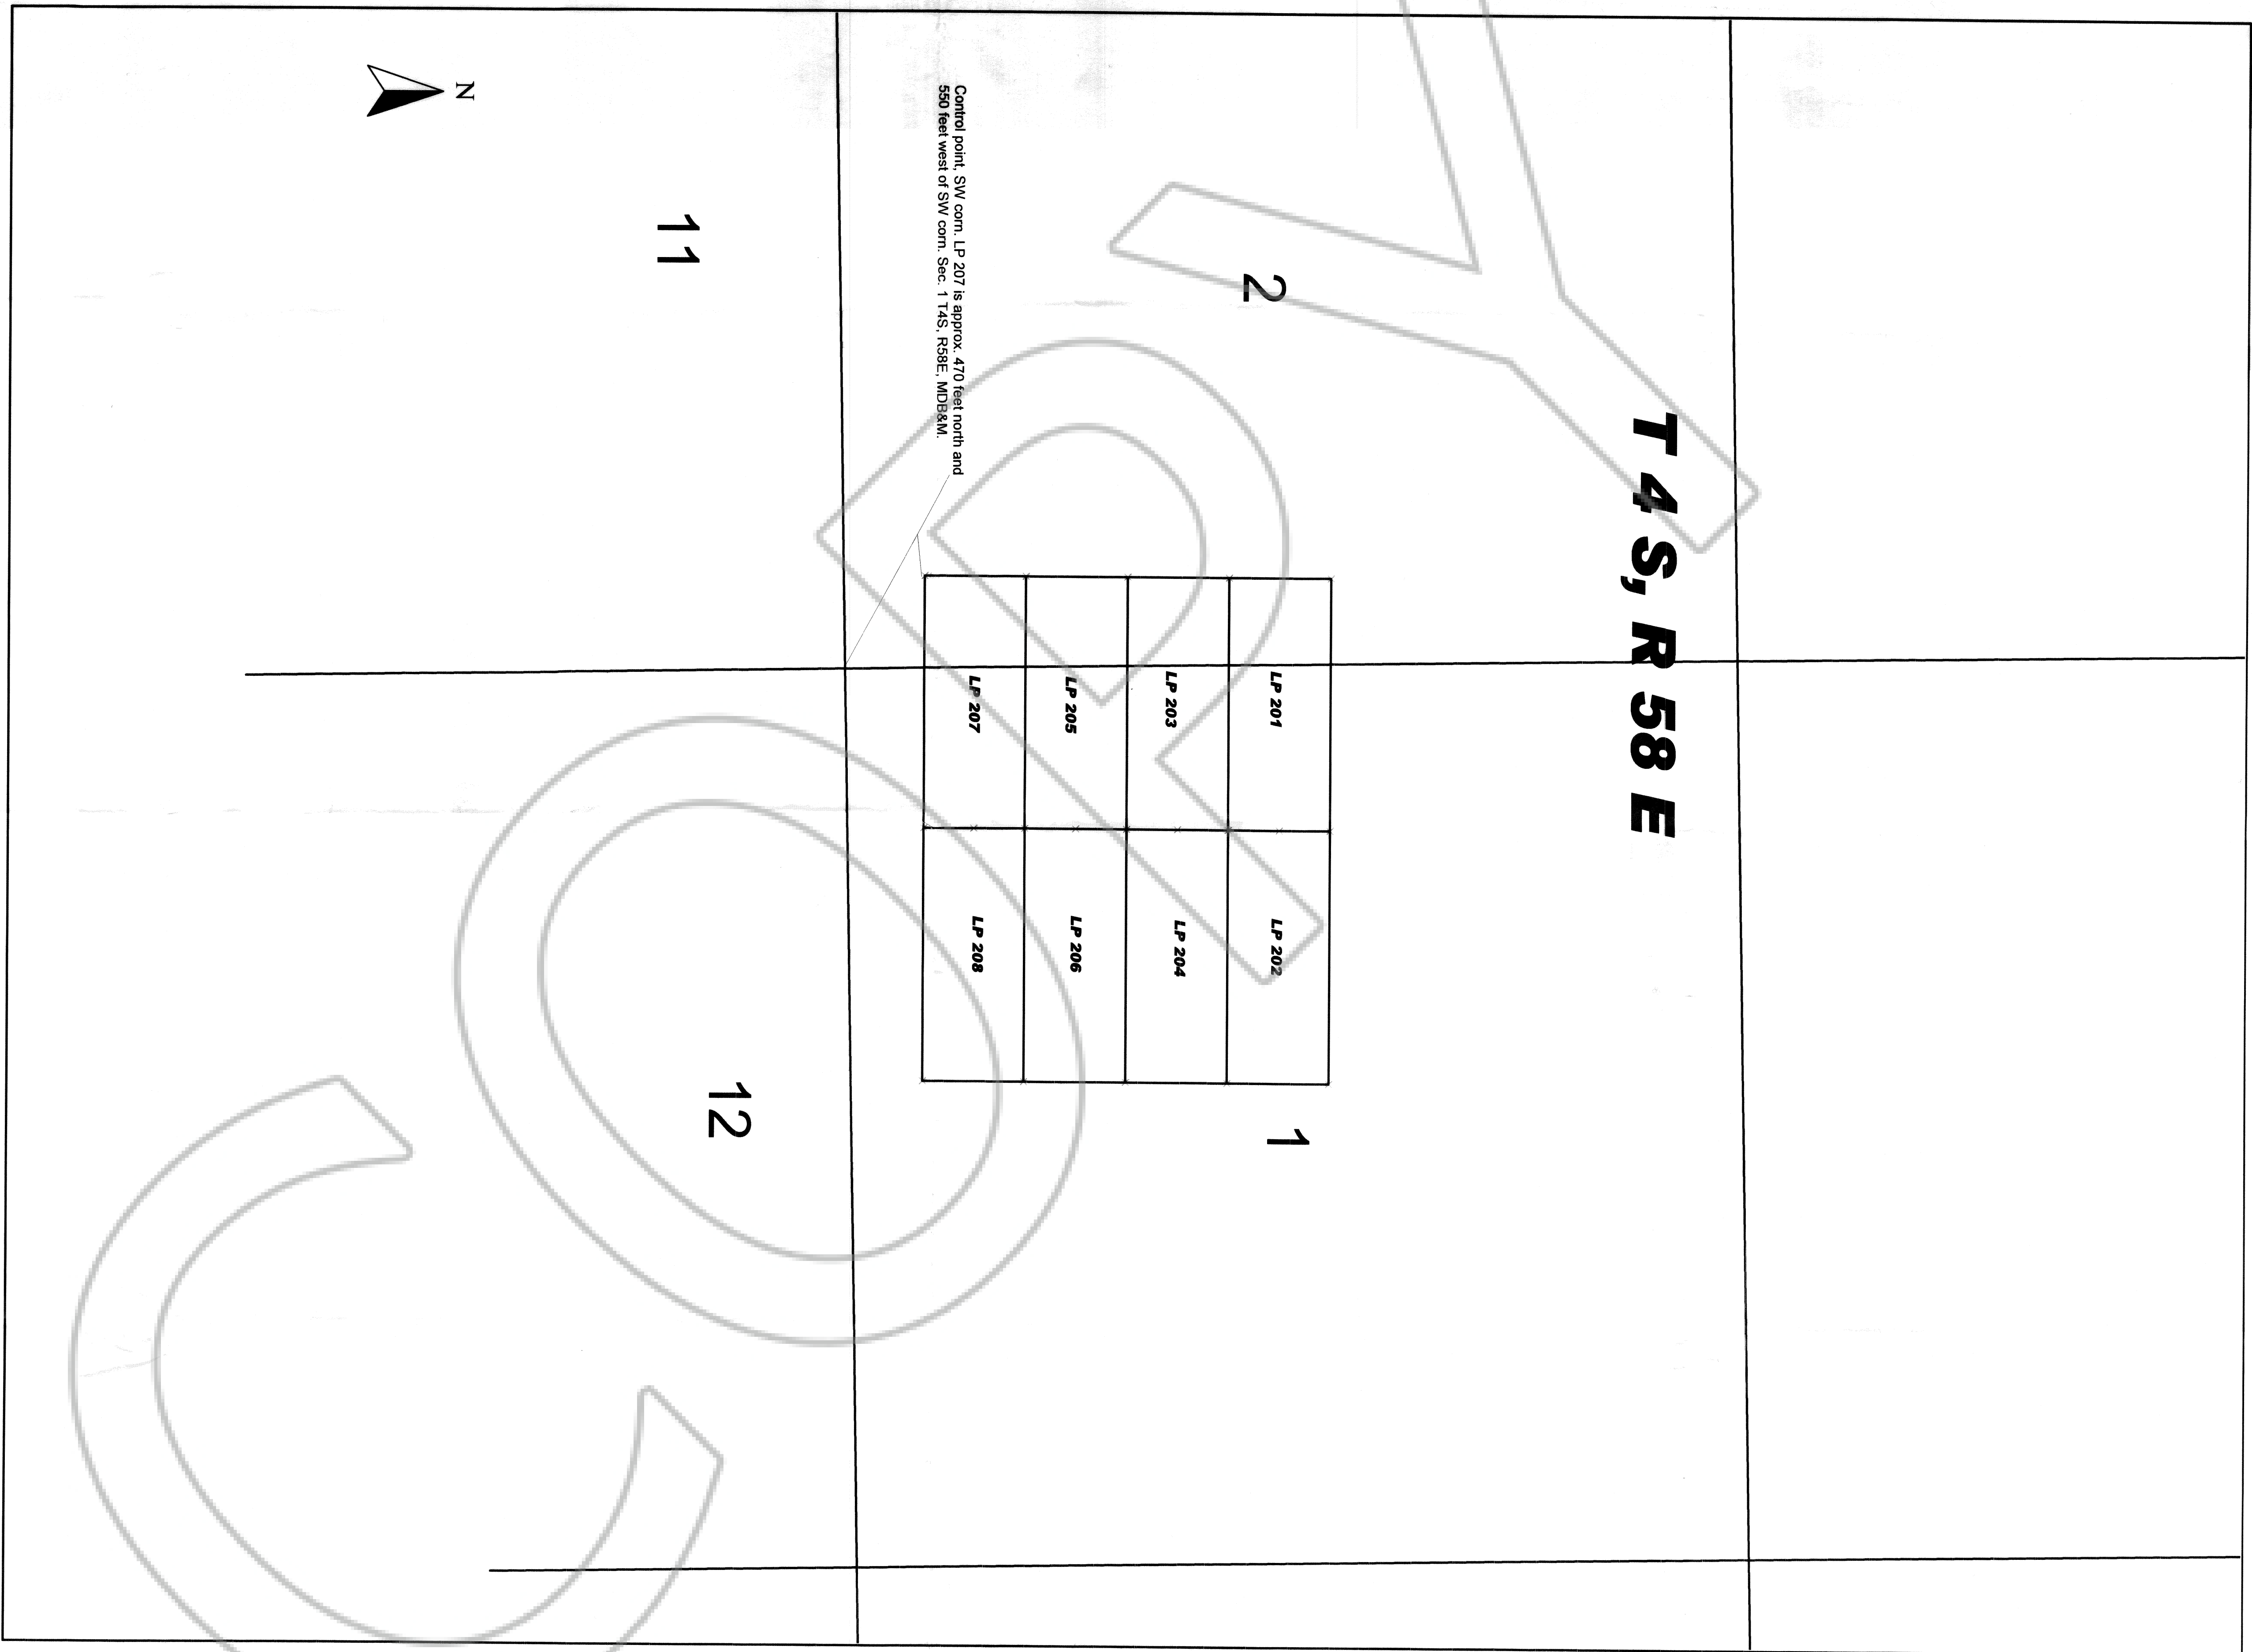 T 4 S, R 58 E
N
2
1
11
12
LP 201
LP 202
LP 203
LP 204
LP 205
LP 206
LP 207
LP 208
Control point, SW corn. LP 207 is approx. 470 feet north and
550 feet west of SW corn. Sec. 1 T4S, R58E, MDB&M.
COPY